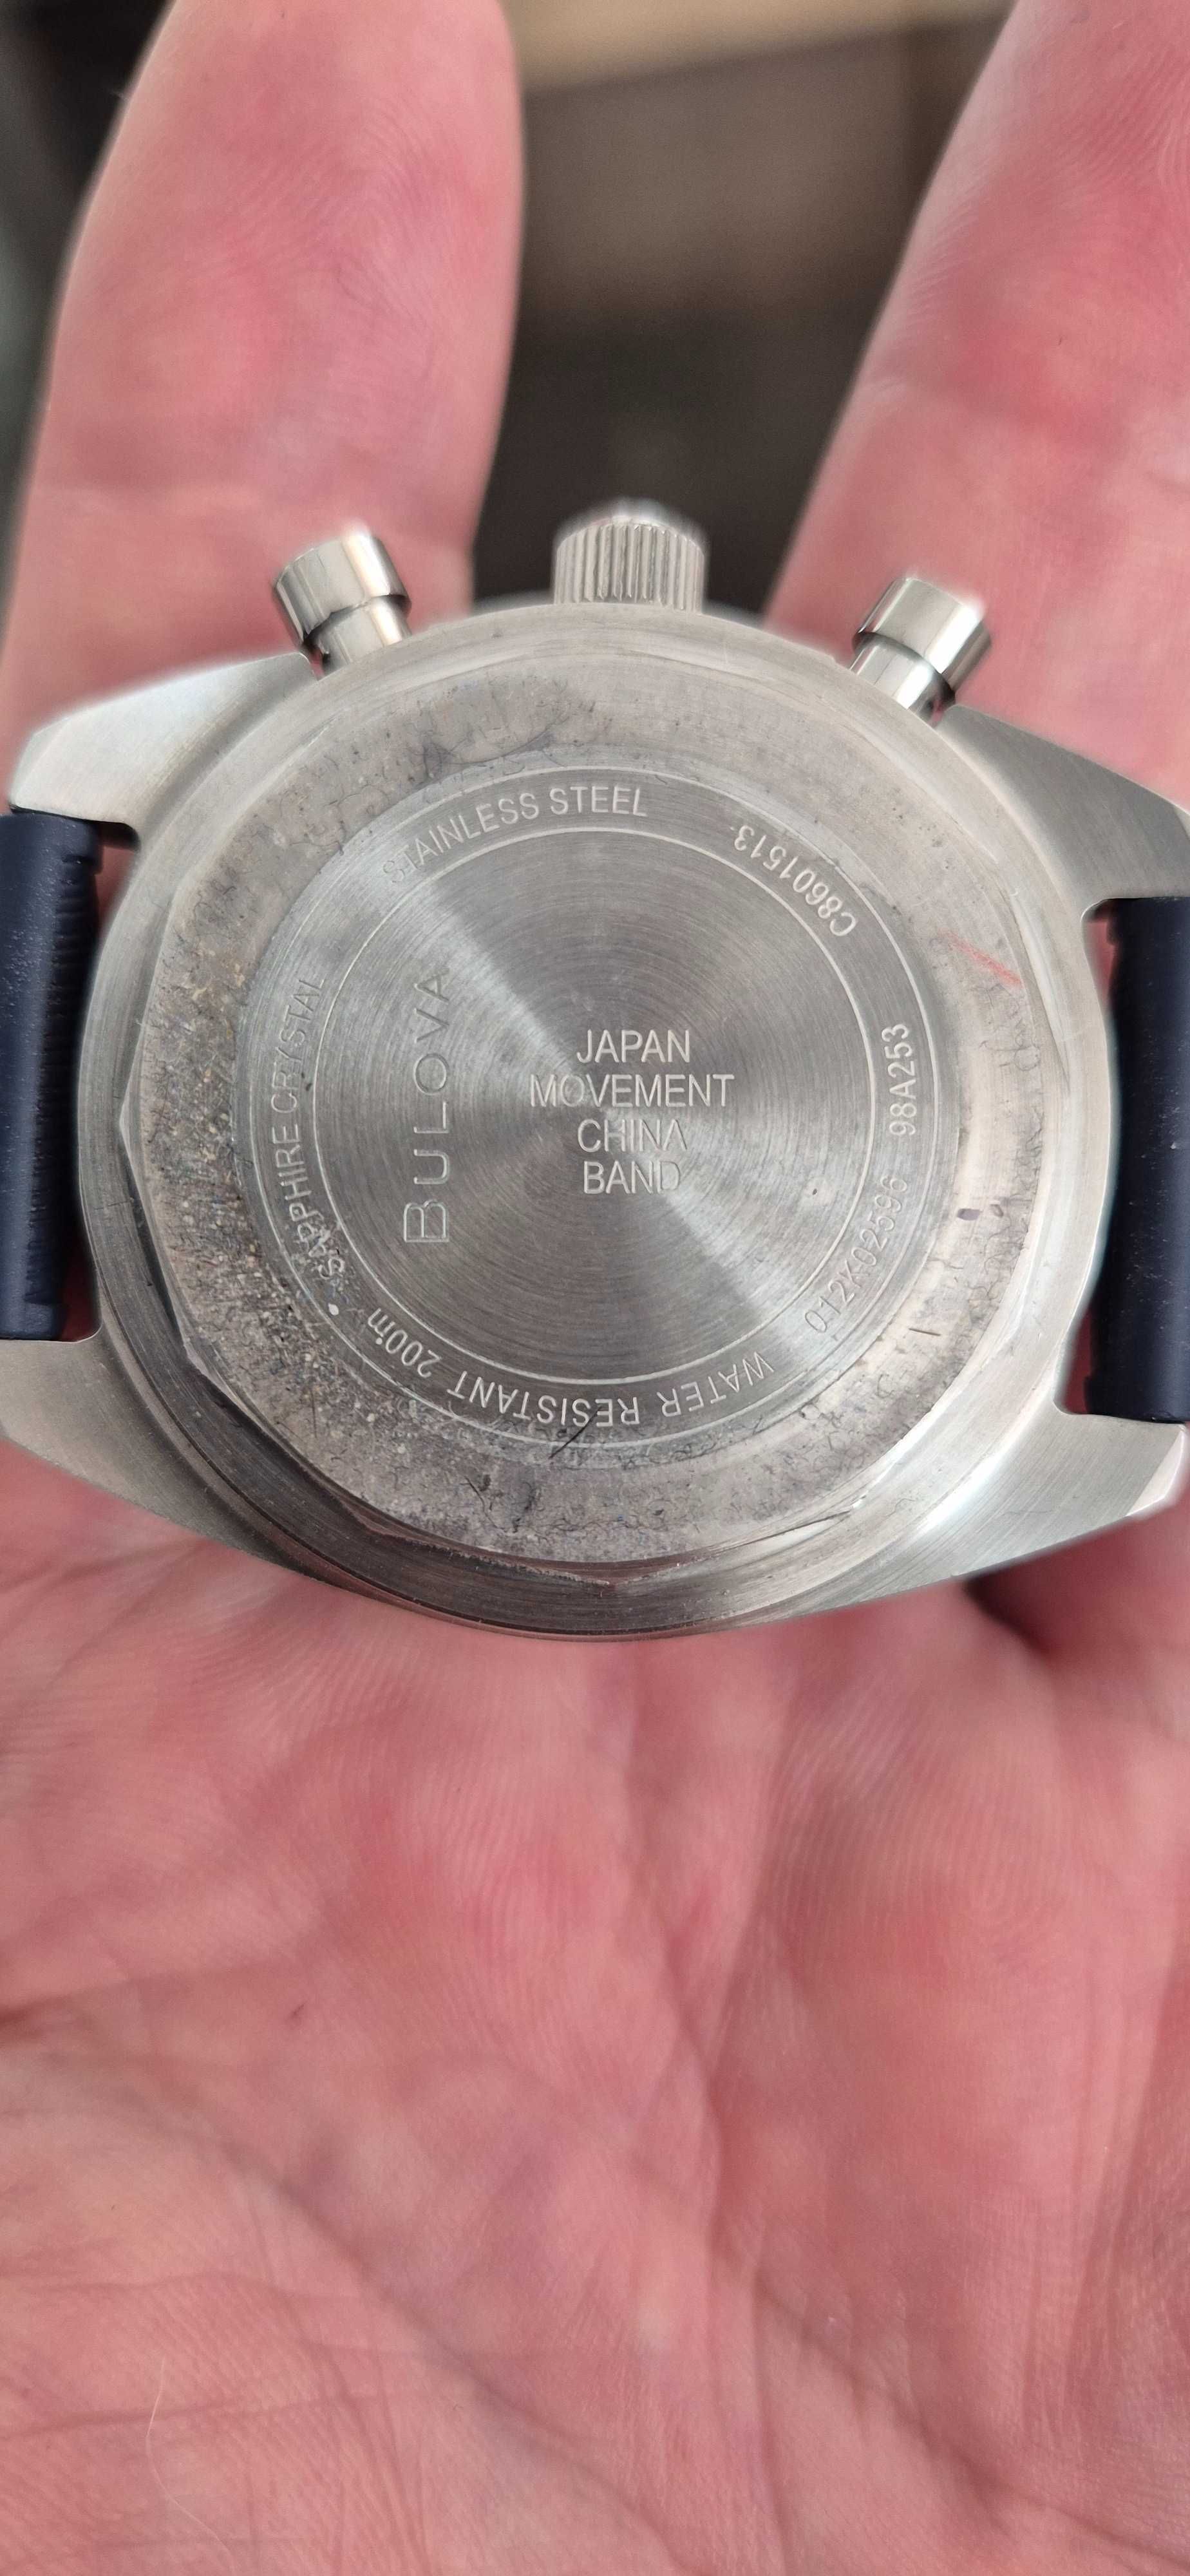 STAINLESS STEEL
C8601513
98A253
012K02596
WATER RESISTANT 200m • SAPPHIRE CRYSTAL
BULOVA
JAPAN
MOVEMENT
CHINA
BAND